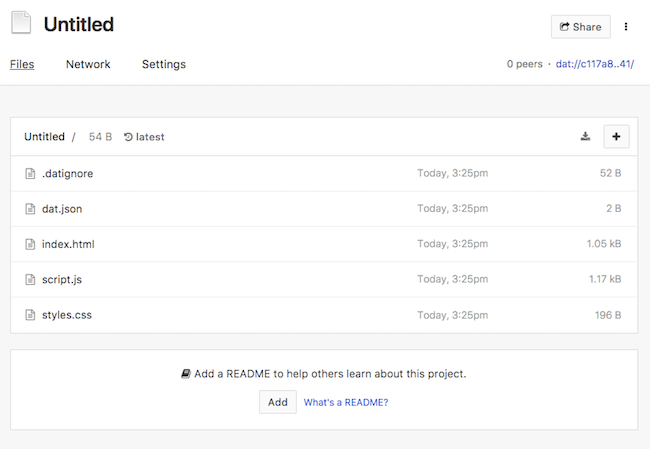 Untitled
Share
Files Network Settings 0 peers · dat://c117a8..41/
Untitled / 54 B latest
.datignore Today, 3:25pm 52 B
dat.json Today, 3:25pm 2 B
index.html Today, 3:25pm 1.05 kB
script.js Today, 3:25pm 1.17 kB
styles.css Today, 3:25pm 196 B
Add a README to help others learn about this project.
Add What's a README?